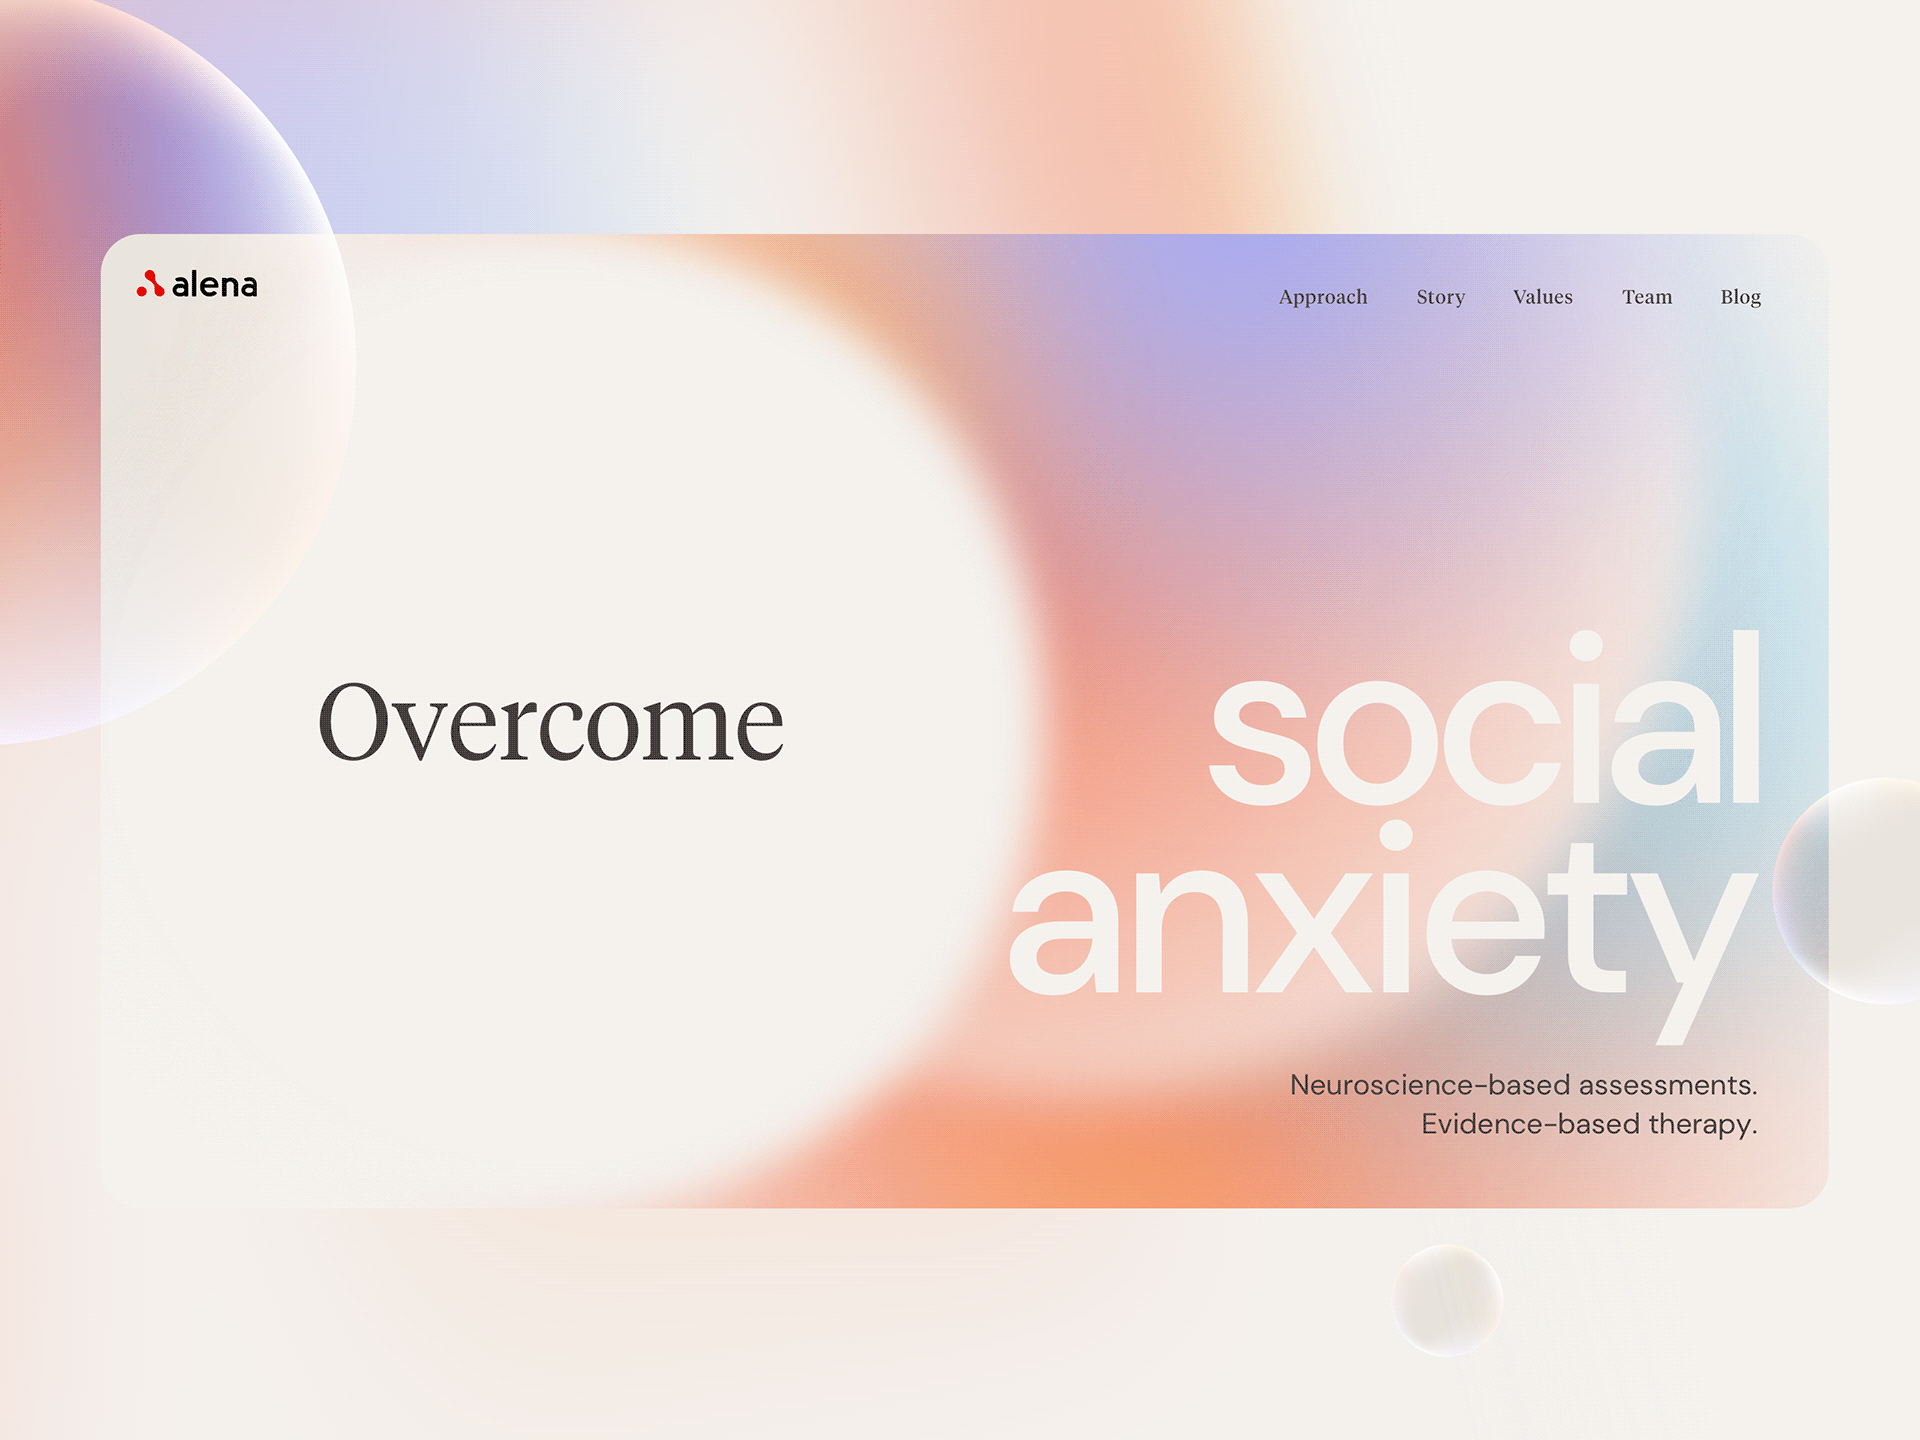 alena
Approach Story Values Team Blog
Overcome
social
anxiety
Neuroscience-based assessments.
Evidence-based therapy.